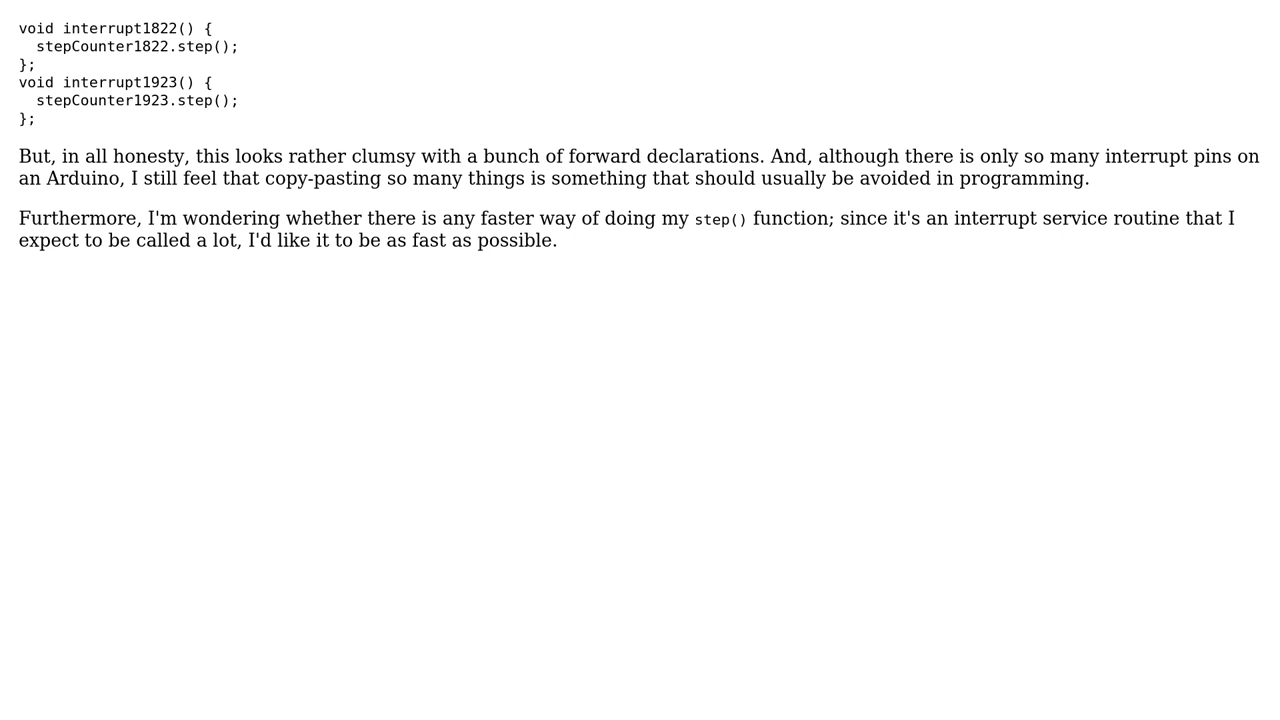 void interrupt1822() {
  stepCounter1822.step();
};
void interrupt1923() {
  stepCounter1923.step();
};
But, in all honesty, this looks rather clumsy with a bunch of forward declarations. And, although there is only so many interrupt pins on
an Arduino, I still feel that copy-pasting so many things is something that should usually be avoided in programming.
Furthermore, I'm wondering whether there is any faster way of doing my step() function; since it's an interrupt service routine that I
expect to be called a lot, I'd like it to be as fast as possible.